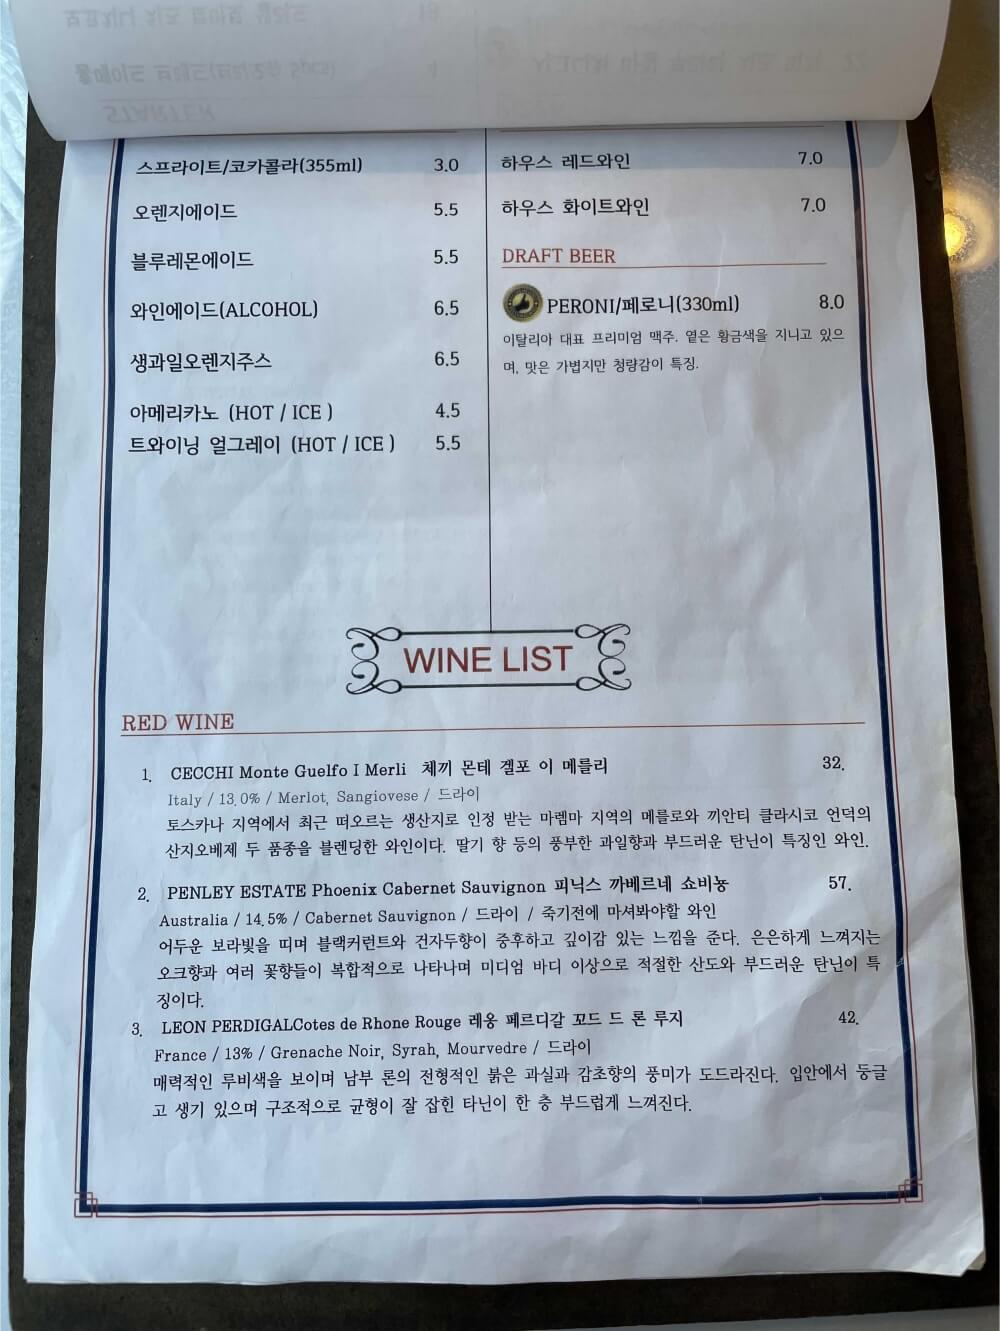 스프라이트/코카콜라(355ml) 3.0
오렌지에이드 5.5
블루레몬에이드 5.5
와인에이드(ALCOHOL) 6.5
생과일오렌지주스 6.5
아메리카노 (HOT / ICE ) 4.5
트와이닝 얼그레이 (HOT / ICE ) 5.5
하우스 레드와인 7.0
하우스 화이트와인 7.0
DRAFT BEER
PERONI/페로니(330ml) 8.0
이탈리아 대표 프리미엄 맥주. 옅은 황금색을 지니고 있으
며, 맛은 가볍지만 청량감이 특징.
WINE LIST
RED WINE
1. CECCHI Monte Guelfo I Merli 체끼 몬테 겔포 이 메를리 32.
Italy / 13.0% / Merlot, Sangiovese / 드라이
토스카나 지역에서 최근 떠오르는 생산지로 인정 받는 마렘마 지역의 메를로와 끼안티 클라시코 언덕의
산지오베제 두 품종을 블렌딩한 와인이다. 딸기 향 등의 풍부한 과일향과 부드러운 탄닌이 특징인 와인.
2. PENLEY ESTATE Phoenix Cabernet Sauvignon 피닉스 까베르네 쇼비뇽 57.
Australia / 14.5% / Cabernet Sauvignon / 드라이 / 죽기전에 마셔봐야할 와인
어두운 보라빛을 띠며 블랙커런트와 건자두향이 중후하고 깊이감 있는 느낌을 준다. 은은하게 느껴지는
오크향과 여러 꽃향들이 복합적으로 나타나며 미디엄 바디 이상으로 적절한 산도와 부드러운 탄닌이 특
징이다.
3. LEON PERDIGALCotes de Rhone Rouge 레옹 페르디갈 꼬드 드 론 루지 42.
France / 13% / Grenache Noir, Syrah, Mourvedre / 드라이
매력적인 루비색을 보이며 남부 론의 전형적인 붉은 과실과 감초향의 풍미가 도드라진다. 입안에서 둥글
고 생기 있으며 구조적으로 균형이 잘 잡힌 타닌이 한 층 부드럽게 느껴진다.